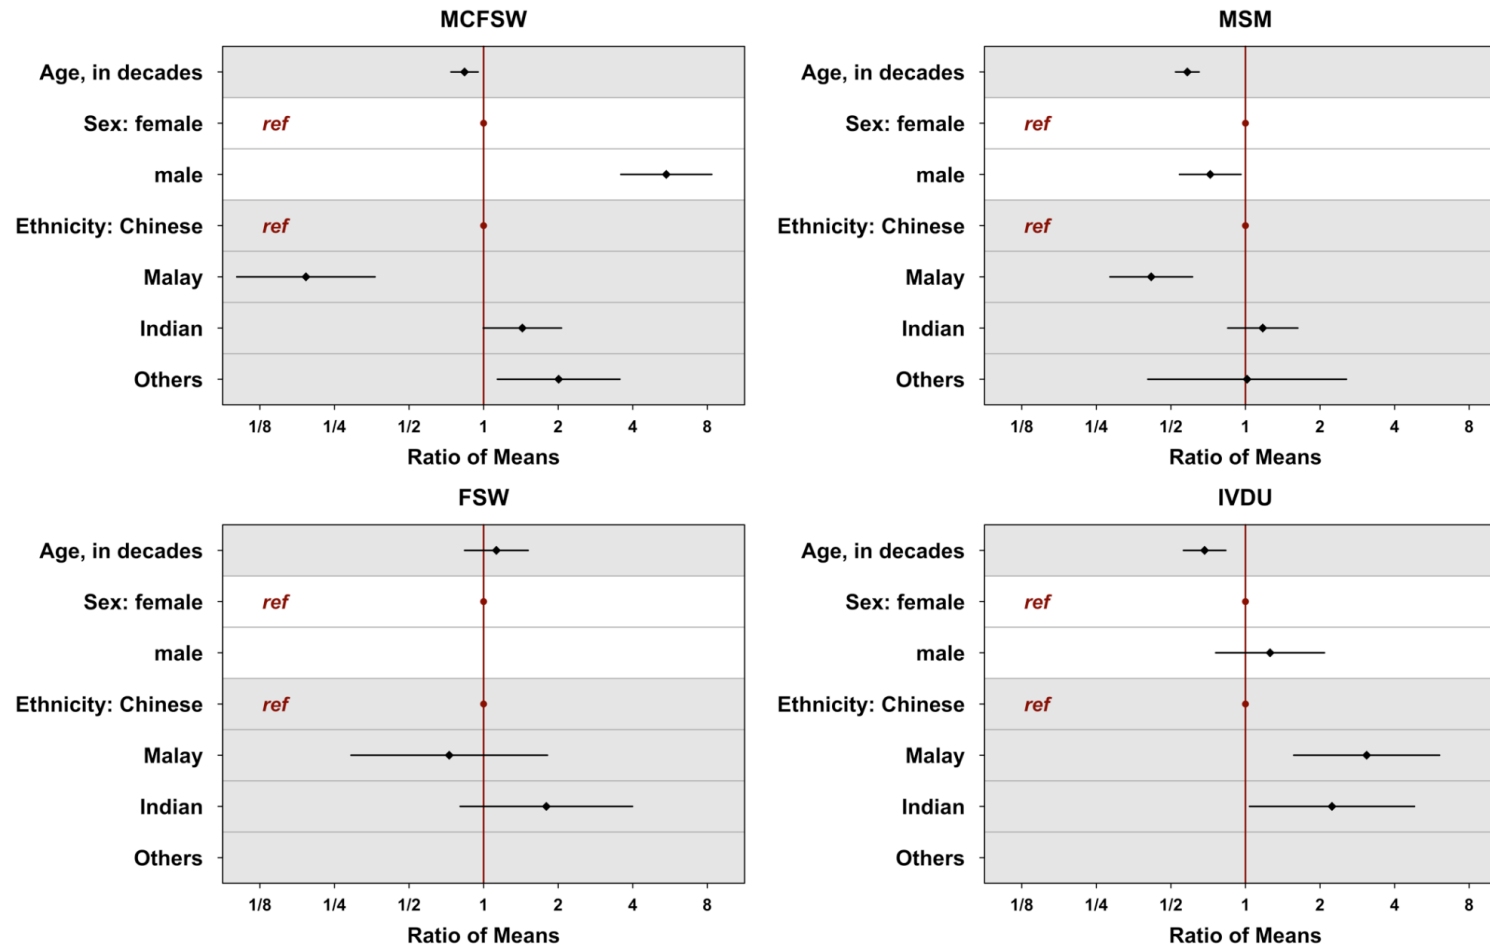 MCFSW
Age, in decades
Sex: female
ref
male
Ethnicity: Chinese
ref
Malay
Indian
Others
1/8 1/4 1/2 1 2 4 8
Ratio of Means
MSM
Age, in decades
Sex: female
ref
male
Ethnicity: Chinese
ref
Malay
Indian
Others
1/8 1/4 1/2 1 2 4 8
Ratio of Means
FSW
Age, in decades
Sex: female
ref
male
Ethnicity: Chinese
ref
Malay
Indian
Others
1/8 1/4 1/2 1 2 4 8
Ratio of Means
IVDU
Age, in decades
Sex: female
ref
male
Ethnicity: Chinese
ref
Malay
Indian
Others
1/8 1/4 1/2 1 2 4 8
Ratio of Means